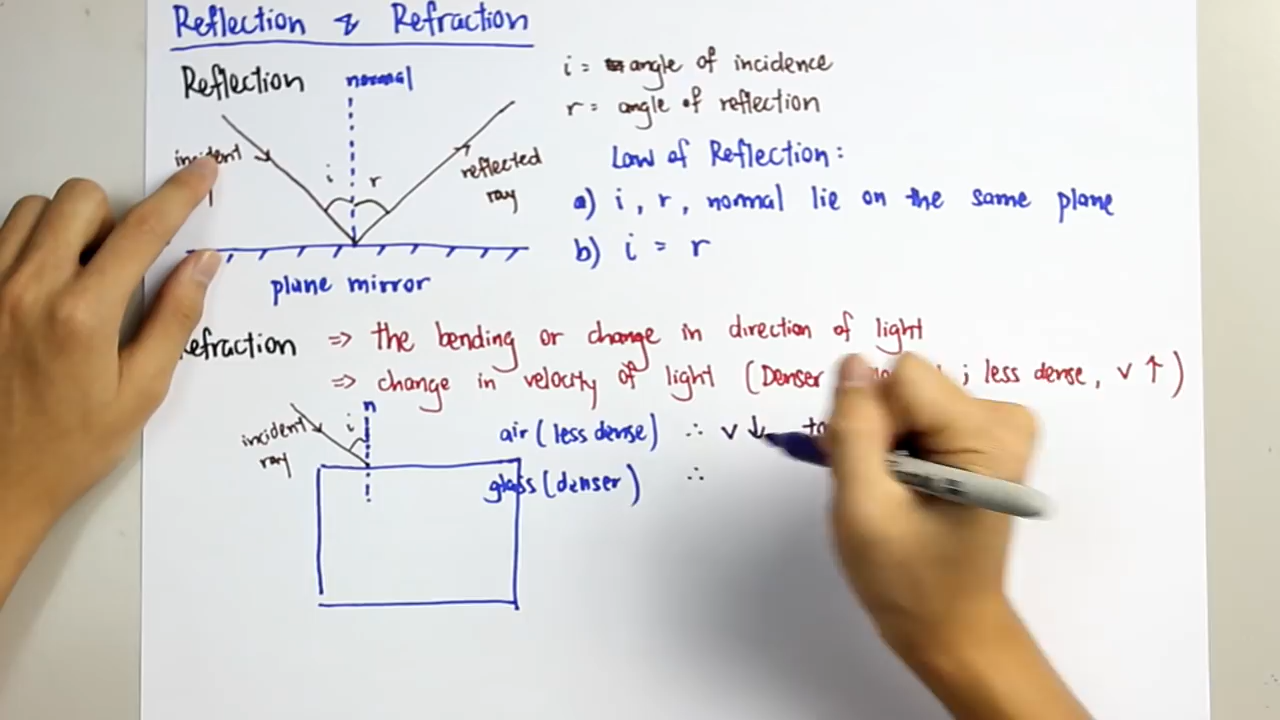 Reflection & Refraction
Reflection
normal
i = angle of incidence
r = angle of reflection
incident
i
r
reflected
ray
Law of Reflection:
a) i, r, normal lie on the same plane
b) i = r
plane mirror
Refraction ⇒ the bending or change in direction of light
⇒ change in velocity of light (Denser ; less dense, v ↑)
n
i
incident
ray
air (less dense) ∴ v ↓
glass (denser) ∴